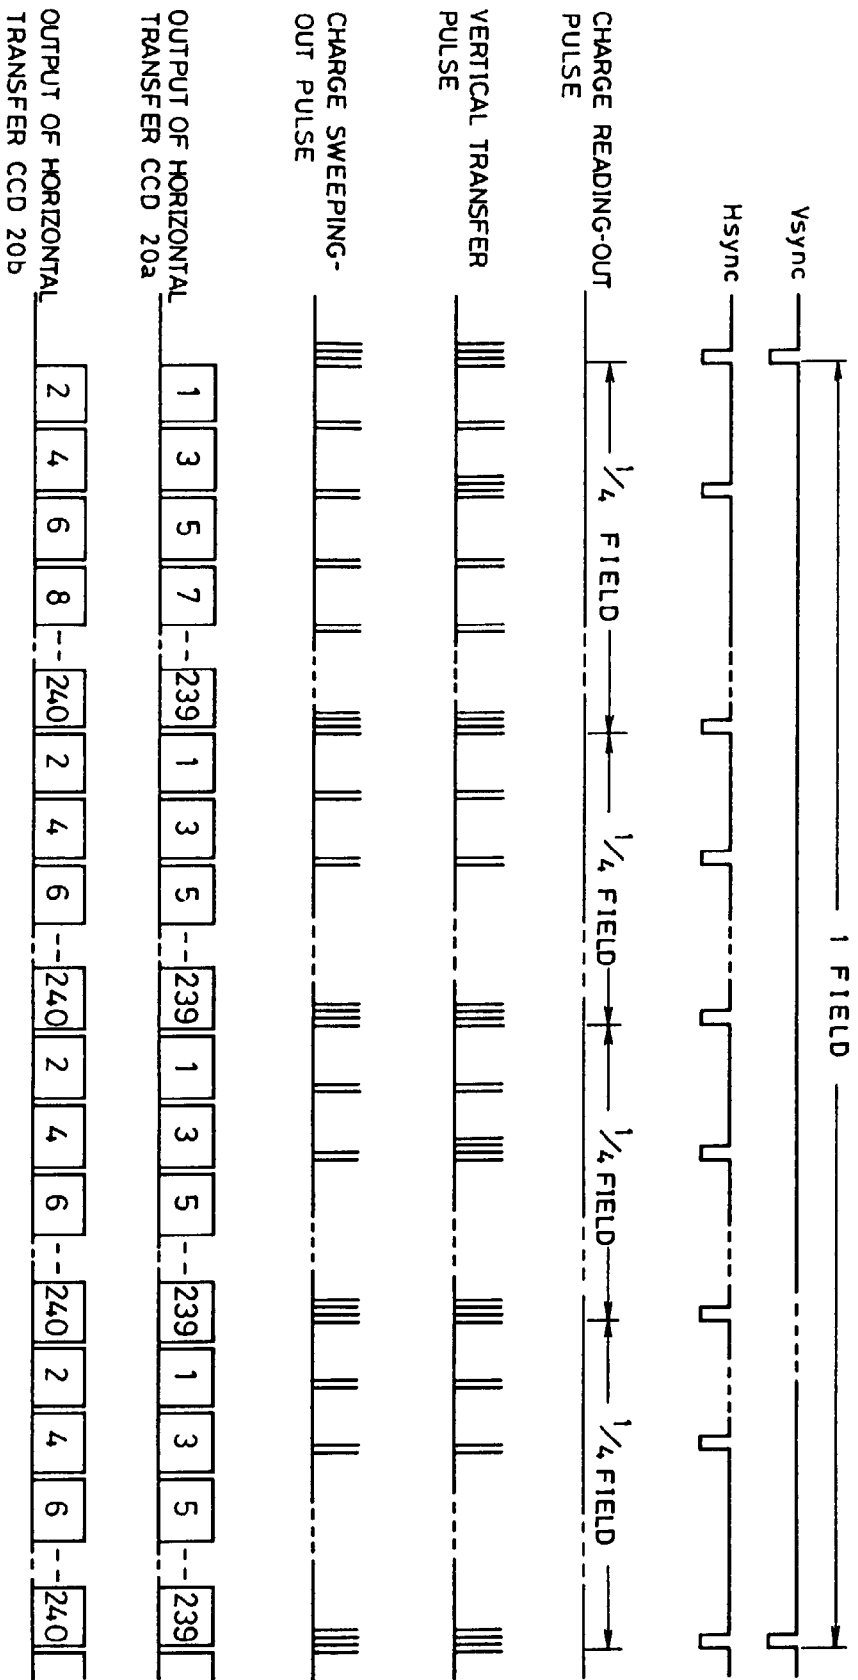 1 FIELD
Vsync
Hsync
CHARGE READING-OUT
PULSE
1/4 FIELD
1/4 FIELD
1/4 FIELD
1/4 FIELD
VERTICAL TRANSFER
PULSE
CHARGE SWEEPING-
OUT PULSE
OUTPUT OF HORIZONTAL
TRANSFER CCD 20a
1 3 5 7 -- 239 1 3 5 -- 239 1 3 5 -- 239 1 3 5 -- 239
OUTPUT OF HORIZONTAL
TRANSFER CCD 20b
2 4 6 8 -- 240 2 4 6 -- 240 2 4 6 -- 240 2 4 6 -- 240